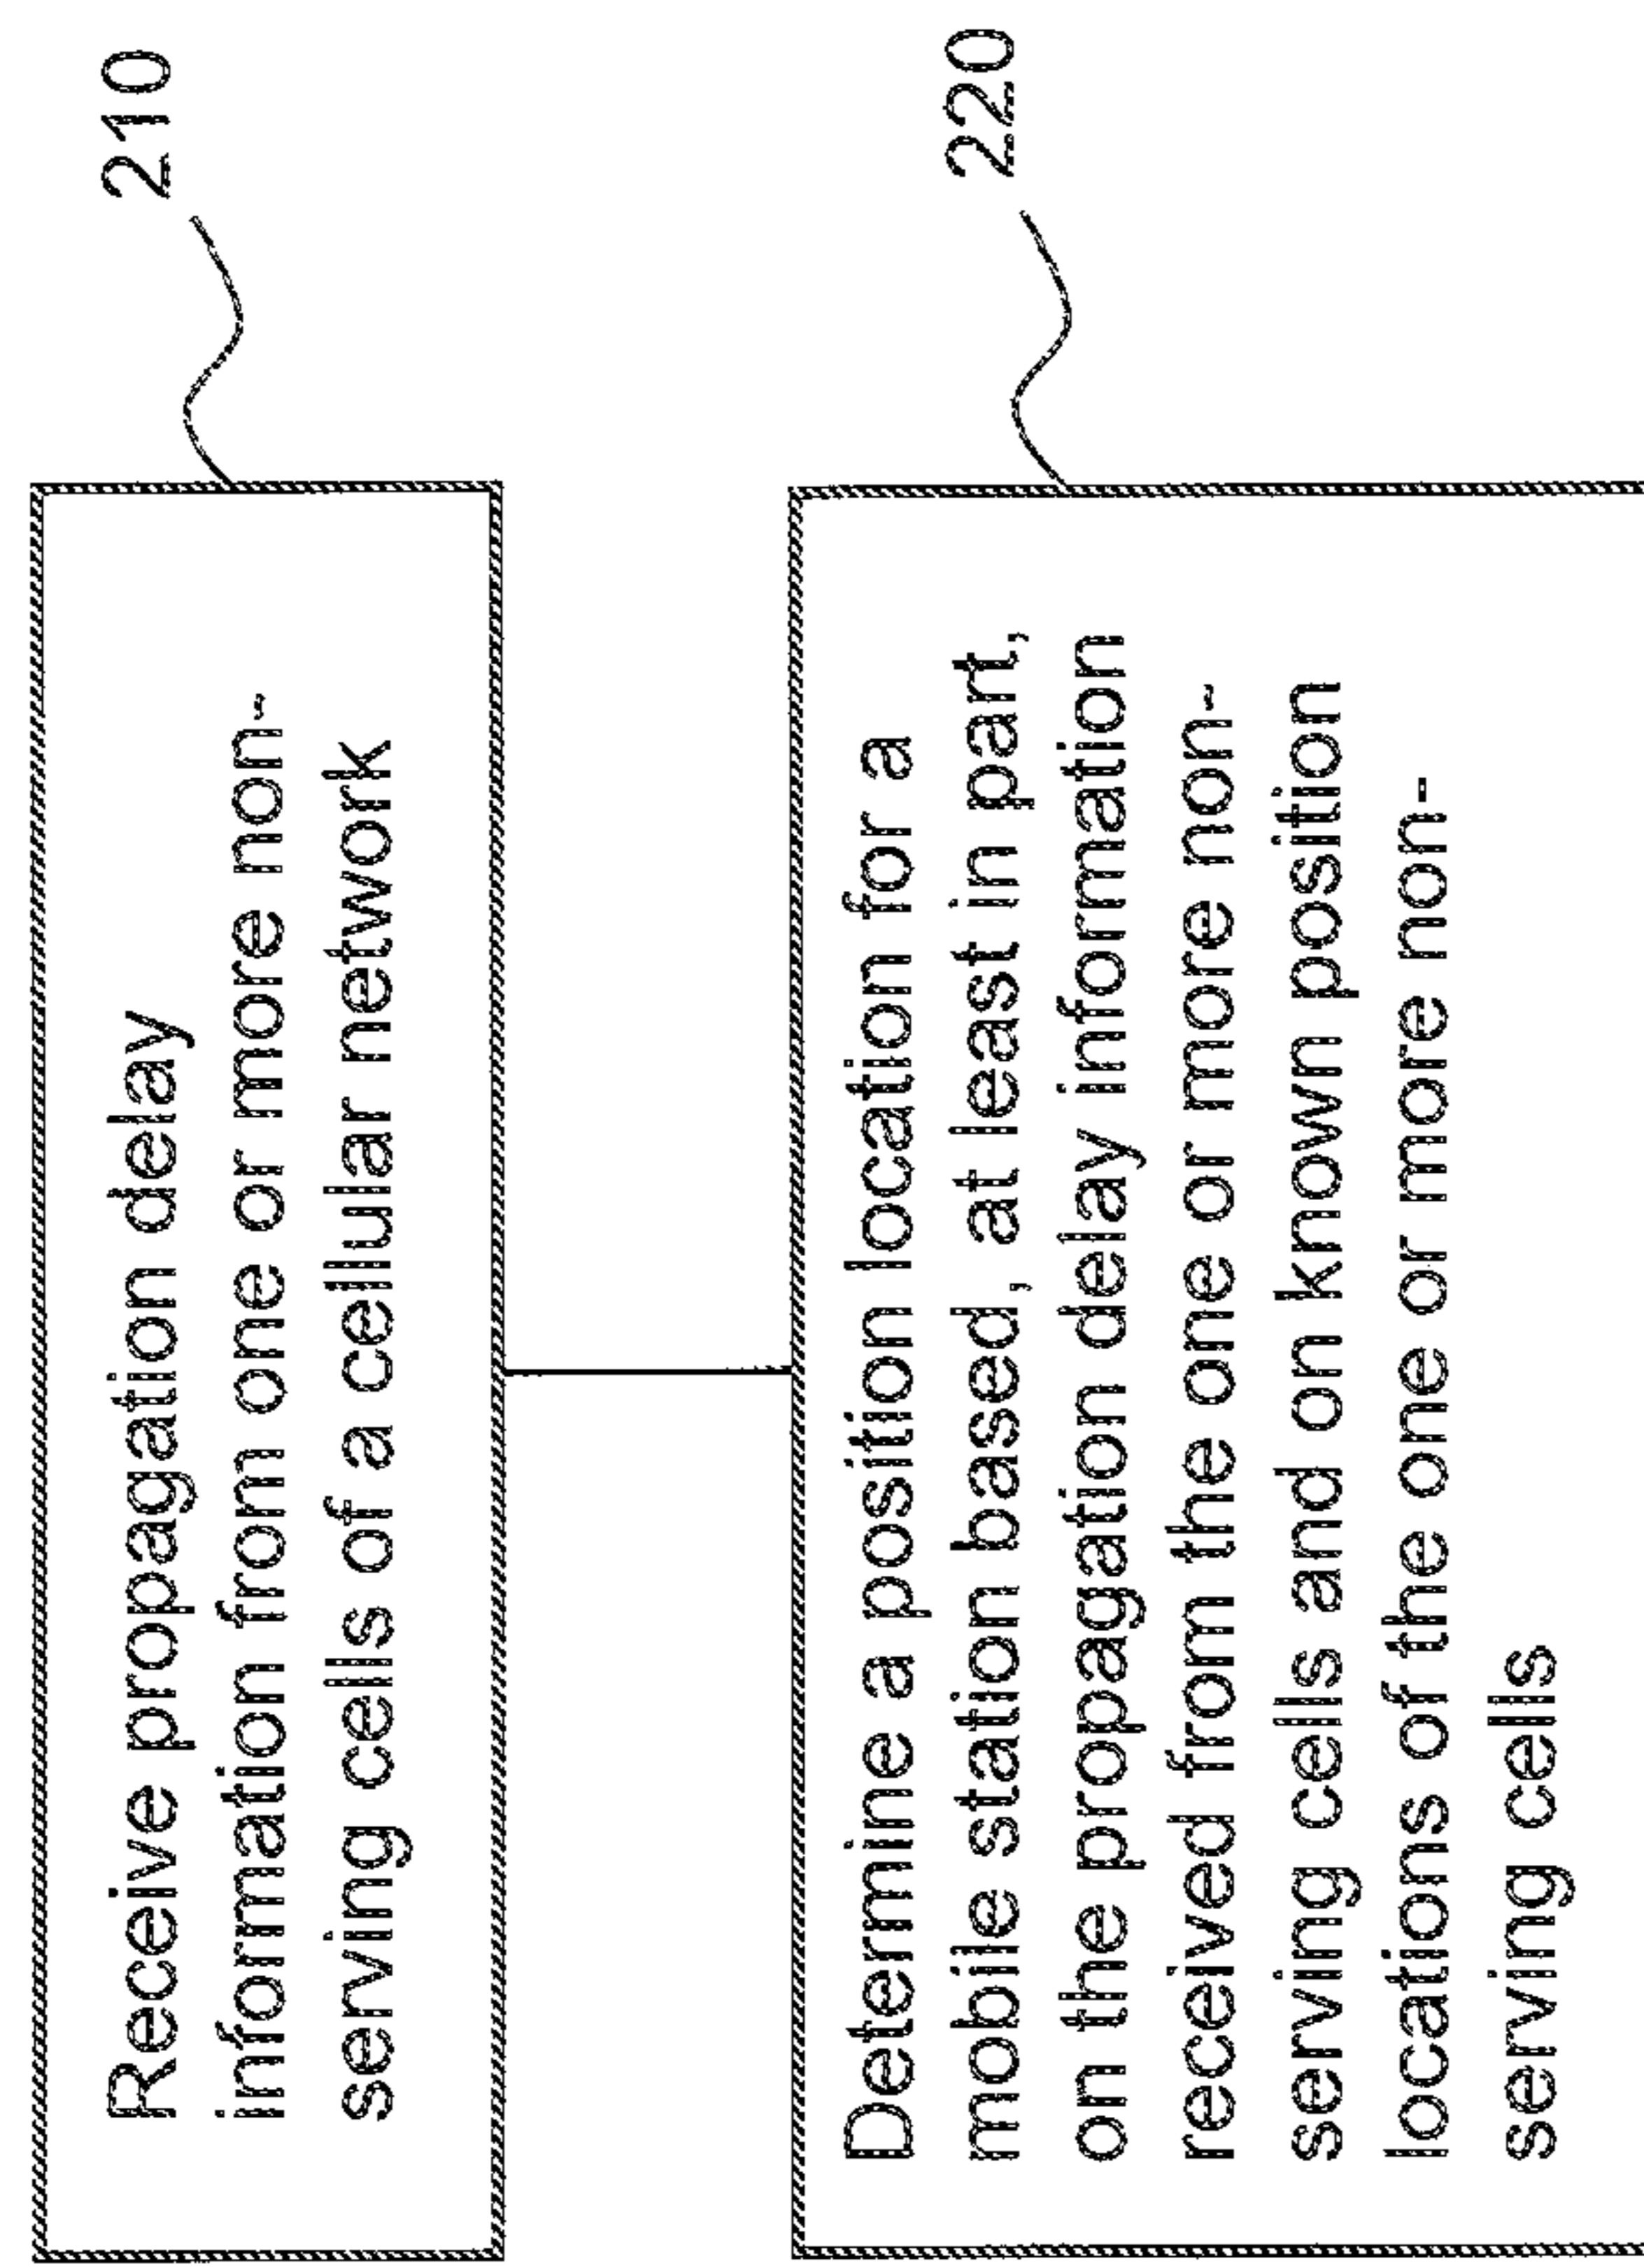 Receive propagation delay
information from one or more non-
serving cells of a cellular network
210
Determine a position location for a
mobile station based, at least in part,
on the propagation delay information
received from the one or more non-
serving cells and on known position
locations of the one or more non-
serving cells
220